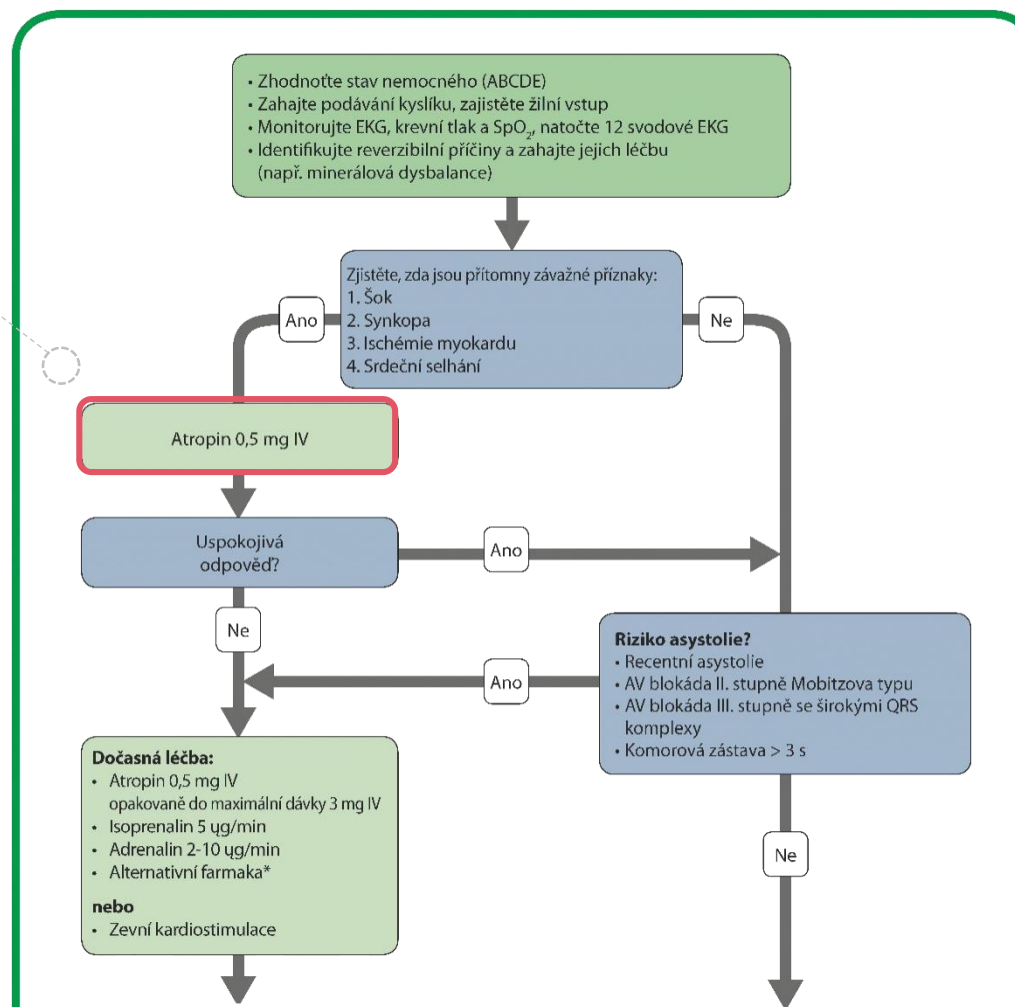 • Zhodnoťte stav nemocného (ABCDE)
• Zahajte podávání kyslíku, zajistěte žilní vstup
• Monitorujte EKG, krevní tlak a SpO₂, natočte 12 svodové EKG
• Identifikujte reverzibilní příčiny a zahajte jejich léčbu
(např. minerálová dysbalance)
Zjistěte, zda jsou přítomny závažné příznaky:
1. Šok
2. Synkopa
3. Ischémie myokardu
4. Srdeční selhání
Ano
Ne
Atropin 0,5 mg IV
Uspokojivá
odpověď?
Ano
Ne
Riziko asystolie?
• Recentní asystolie
• AV blokáda II. stupně Mobitzova typu
• AV blokáda III. stupně se širokými QRS
komplexy
• Komorová zástava > 3 s
Ano
Dočasná léčba:
• Atropin 0,5 mg IV
opakovaně do maximální dávky 3 mg IV
• Isoprenalin 5 ųg/min
• Adrenalin 2-10 ųg/min
• Alternativní farmaka*
nebo
• Zevní kardiostimulace
Ne